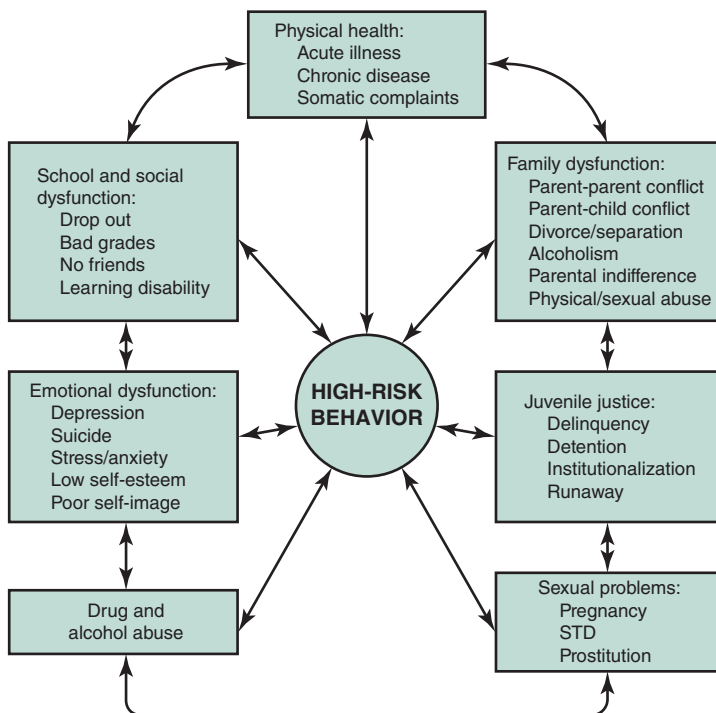 Physical health:
Acute illness
Chronic disease
Somatic complaints
School and social
dysfunction:
Drop out
Bad grades
No friends
Learning disability
Family dysfunction:
Parent-parent conflict
Parent-child conflict
Divorce/separation
Alcoholism
Parental indifference
Physical/sexual abuse
HIGH-RISK
BEHAVIOR
Emotional dysfunction:
Depression
Suicide
Stress/anxiety
Low self-esteem
Poor self-image
Juvenile justice:
Delinquency
Detention
Institutionalization
Runaway
Drug and
alcohol abuse
Sexual problems:
Pregnancy
STD
Prostitution